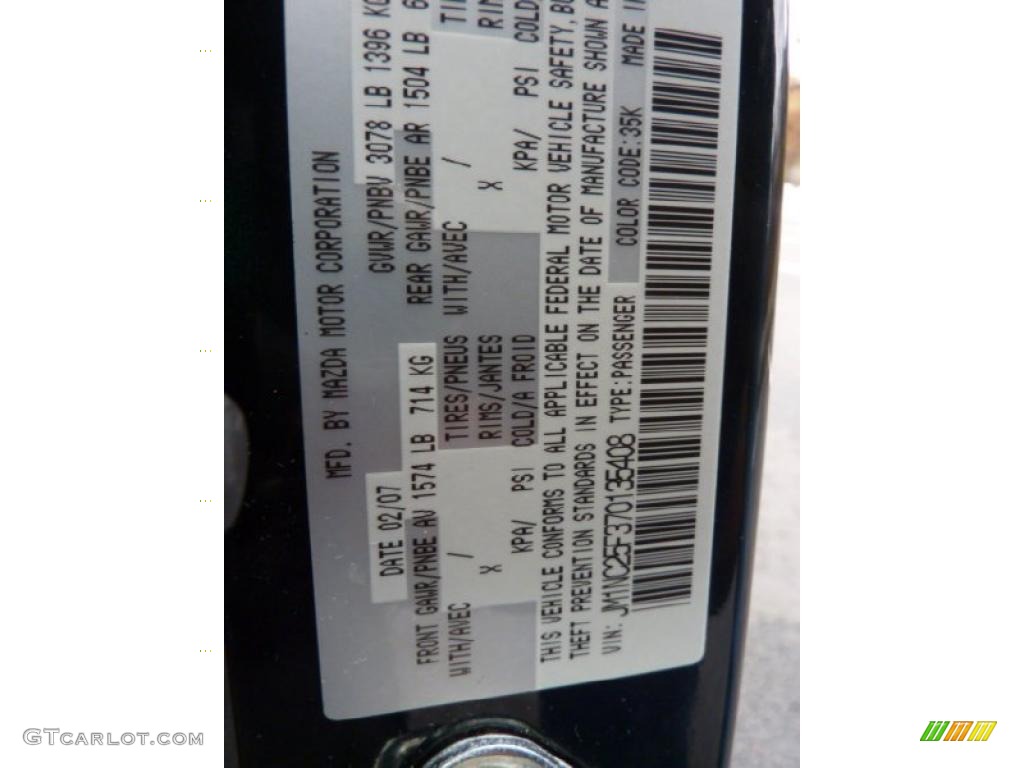 MFD. BY MAZDA MOTOR CORPORATION
DATE 02/07
GVWR/PNBV 3078 LB 1396 KG
FRONT GAWR/PNBE AV 1574 LB 714 KG
REAR GAWR/PNBE AR 1504 LB
WITH/AVEC
TIRES/PNEUS WITH/AVEC
X /
RIMS/JANTES
X /
KPA/ PSI COLD/A FROID
KPA/ PSI
THIS VEHICLE CONFORMS TO ALL APPLICABLE FEDERAL MOTOR VEHICLE SAFETY,
THEFT PREVENTION STANDARDS IN EFFECT ON THE DATE OF MANUFACTURE SHOWN
VIN: JM1NC25F370135408 TYPE:PASSENGER
COLOR CODE:35K MADE
GTCARLOT.COM